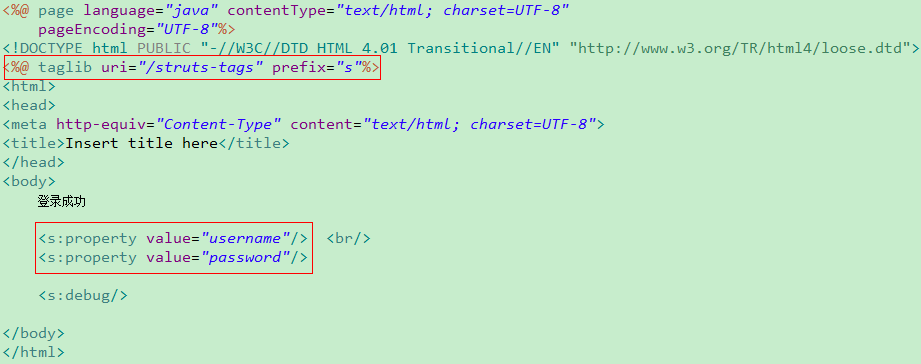 <%@ page language="java" contentType="text/html; charset=UTF-8"
pageEncoding="UTF-8"%>
<!DOCTYPE html PUBLIC "-//W3C//DTD HTML 4.01 Transitional//EN" "http://www.w3.org/TR/html4/loose.dtd">
<%@ taglib uri="/struts-tags" prefix="s"%>
<html>
<head>
<meta http-equiv="Content-Type" content="text/html; charset=UTF-8">
<title>Insert title here</title>
</head>
<body>
登录成功
<s:property value="username"/> <br/>
<s:property value="password"/>
<s:debug/>
</body>
</html>